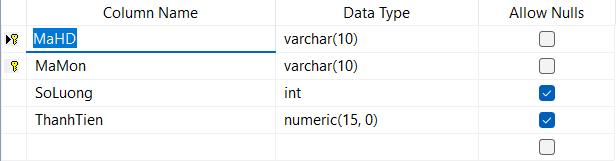 Column Name Data Type Allow Nulls
MaHD varchar(10)
MaMon varchar(10)
SoLuong int
ThanhTien numeric(15, 0)